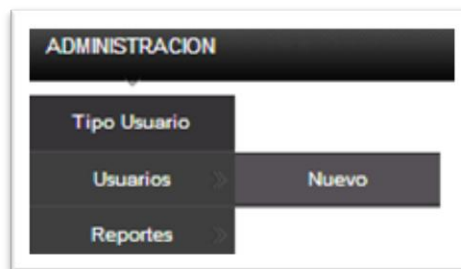 ADMINISTRACION
Tipo Usuario
Usuarios » Nuevo
Reportes »